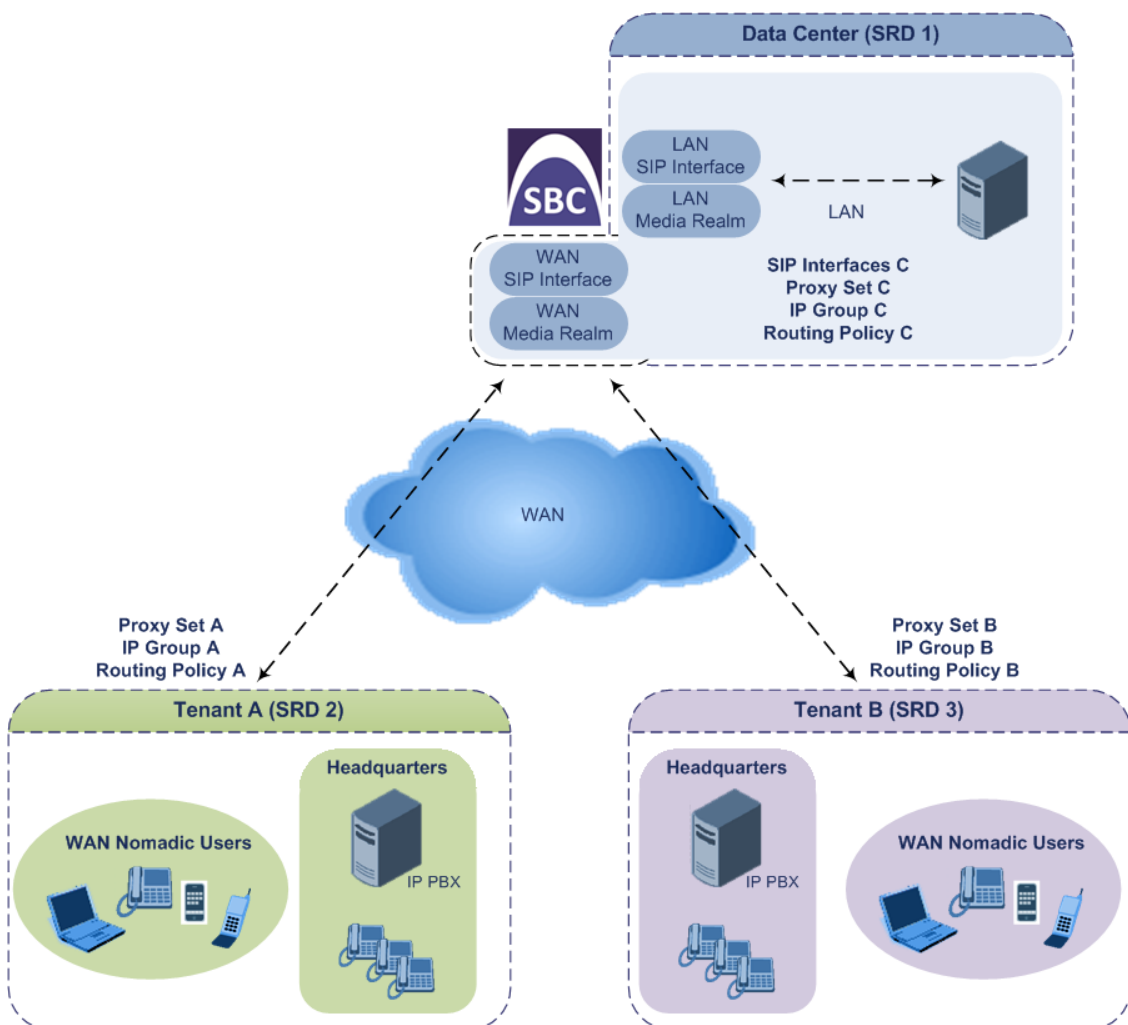 Data Center (SRD 1)
SBC
LAN
SIP Interface
LAN
Media Realm
LAN
WAN
SIP Interface
WAN
Media Realm
SIP Interfaces C
Proxy Set C
IP Group C
Routing Policy C
WAN
Proxy Set A
IP Group A
Routing Policy A
Proxy Set B
IP Group B
Routing Policy B
Tenant A (SRD 2)
WAN Nomadic Users
Headquarters
IP PBX
Tenant B (SRD 3)
Headquarters
IP PBX
WAN Nomadic Users